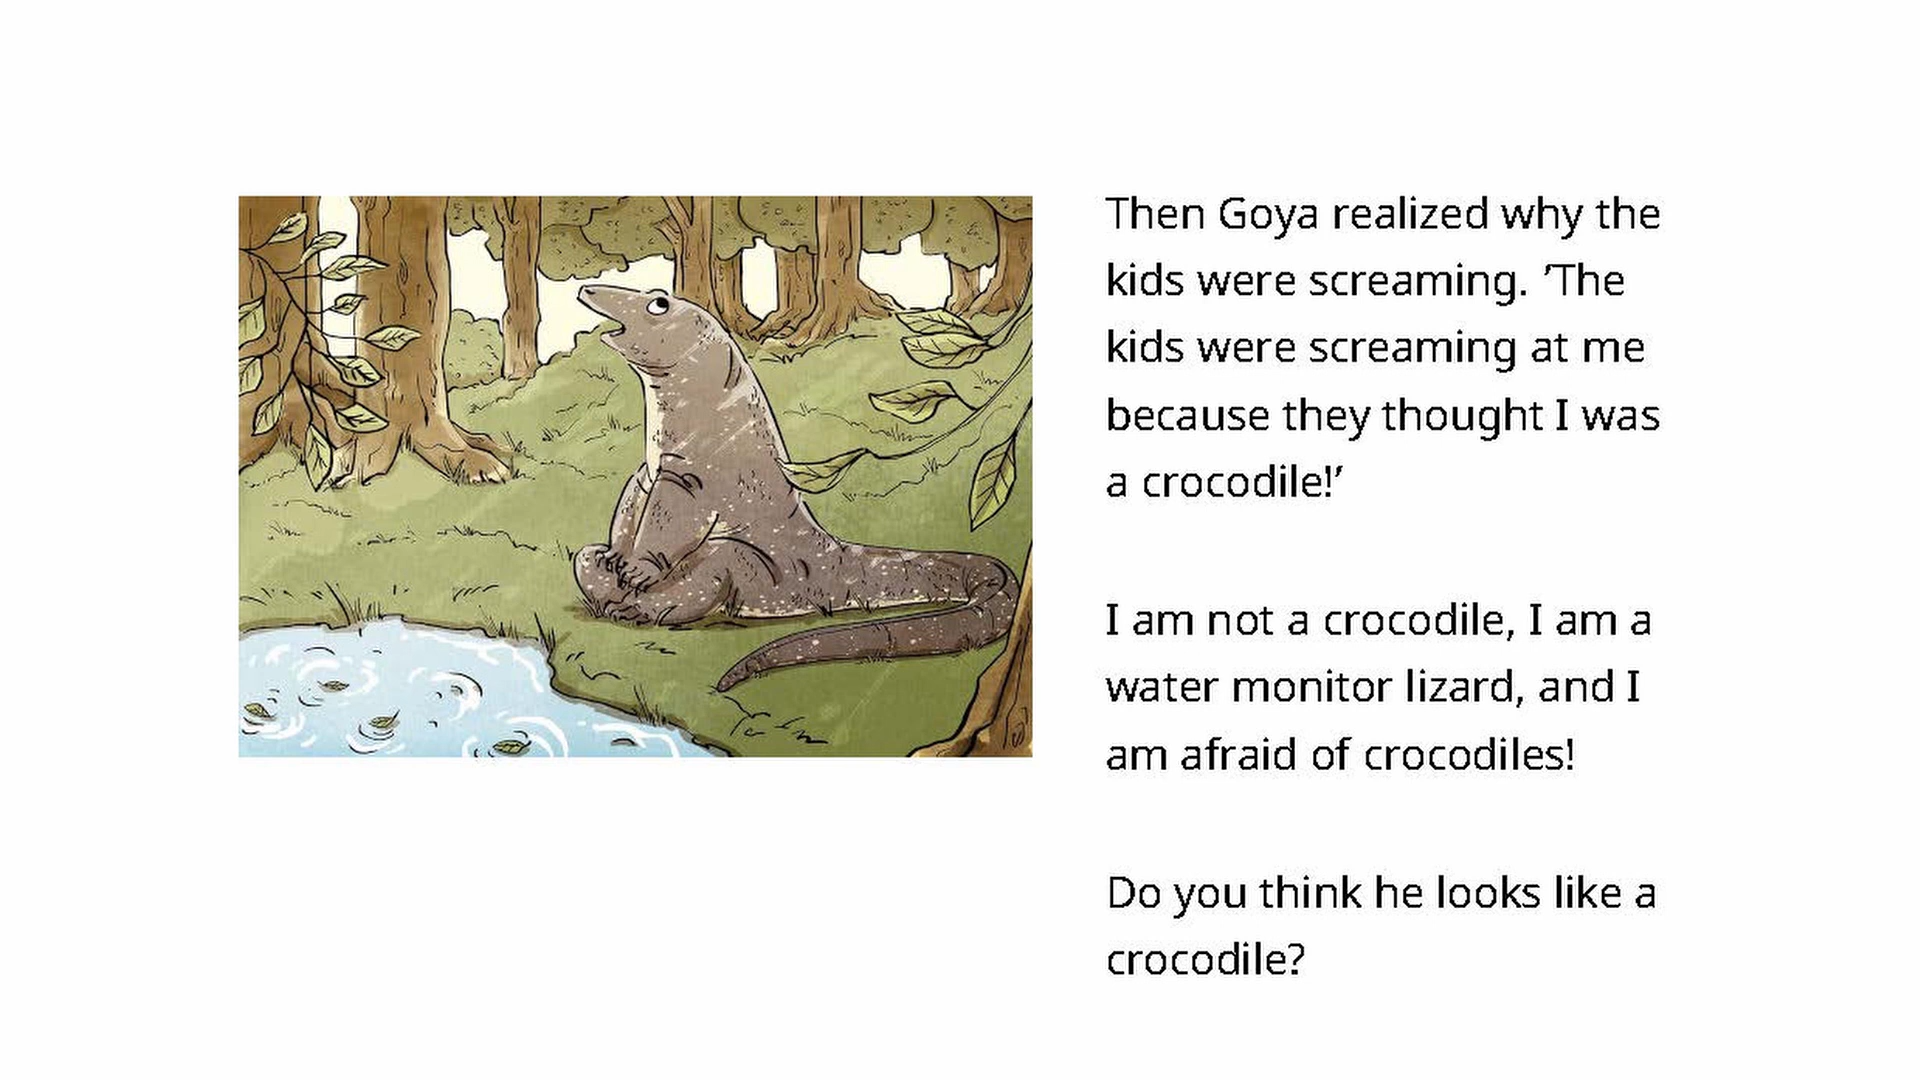 Then Goya realized why the
kids were screaming. ’The
kids were screaming at me
because they thought I was
a crocodile!’
I am not a crocodile, I am a
water monitor lizard, and I
am afraid of crocodiles!
Do you think he looks like a
crocodile?